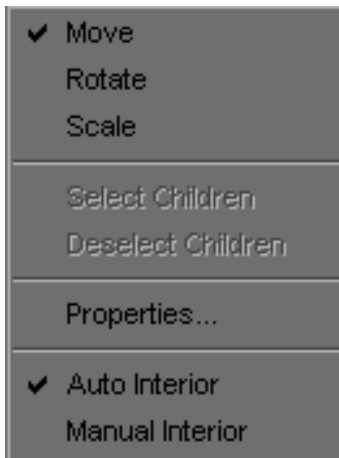 Move
Rotate
Scale
Select Children
Deselect Children
Properties...
Auto Interior
Manual Interior